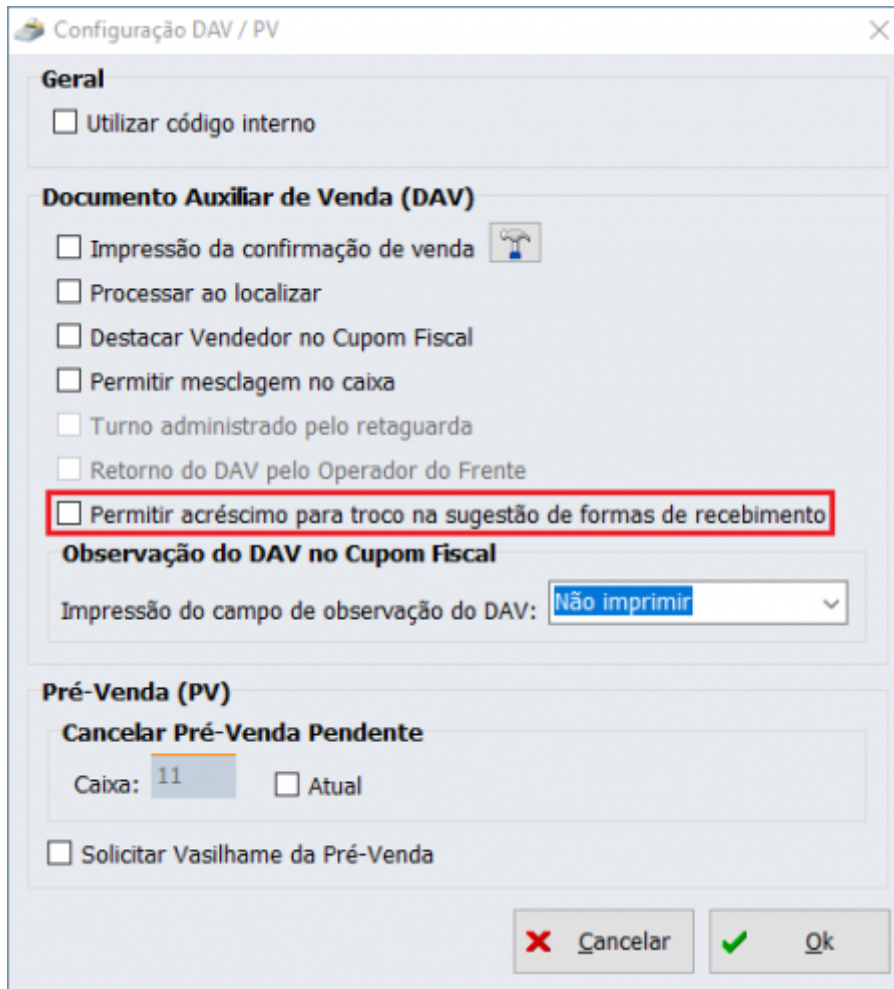 Configuração DAV / PV
Geral
Utilizar código interno
Documento Auxiliar de Venda (DAV)
Impressão da confirmação de venda
Processar ao localizar
Destacar Vendedor no Cupom Fiscal
Permitir mesclagem no caixa
Turno administrado pelo retaguarda
Retorno do DAV pelo Operador do Frente
Permitir acréscimo para troco na sugestão de formas de recebimento
Observação do DAV no Cupom Fiscal
Impressão do campo de observação do DAV: Não imprimir
Pré-Venda (PV)
Cancelar Pré-Venda Pendente
Caixa: 11 Atual
Solicitar Vasilhame da Pré-Venda
Cancelar Ok